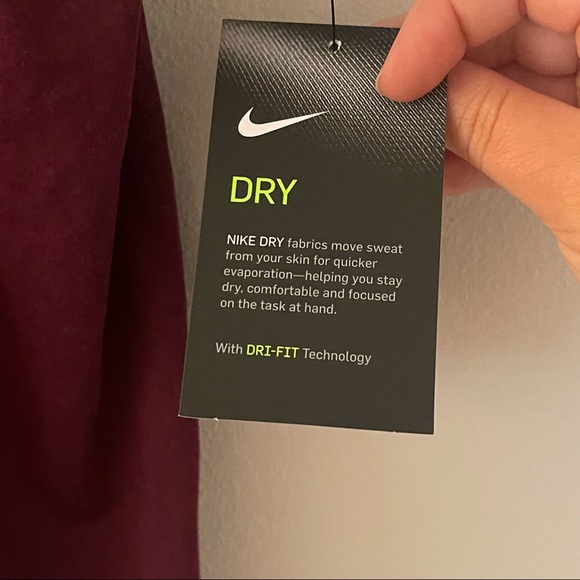 DRY
NIKE DRY fabrics move sweat
from your skin for quicker
evaporation—helping you stay
dry, comfortable and focused
on the task at hand.
With DRI-FIT Technology